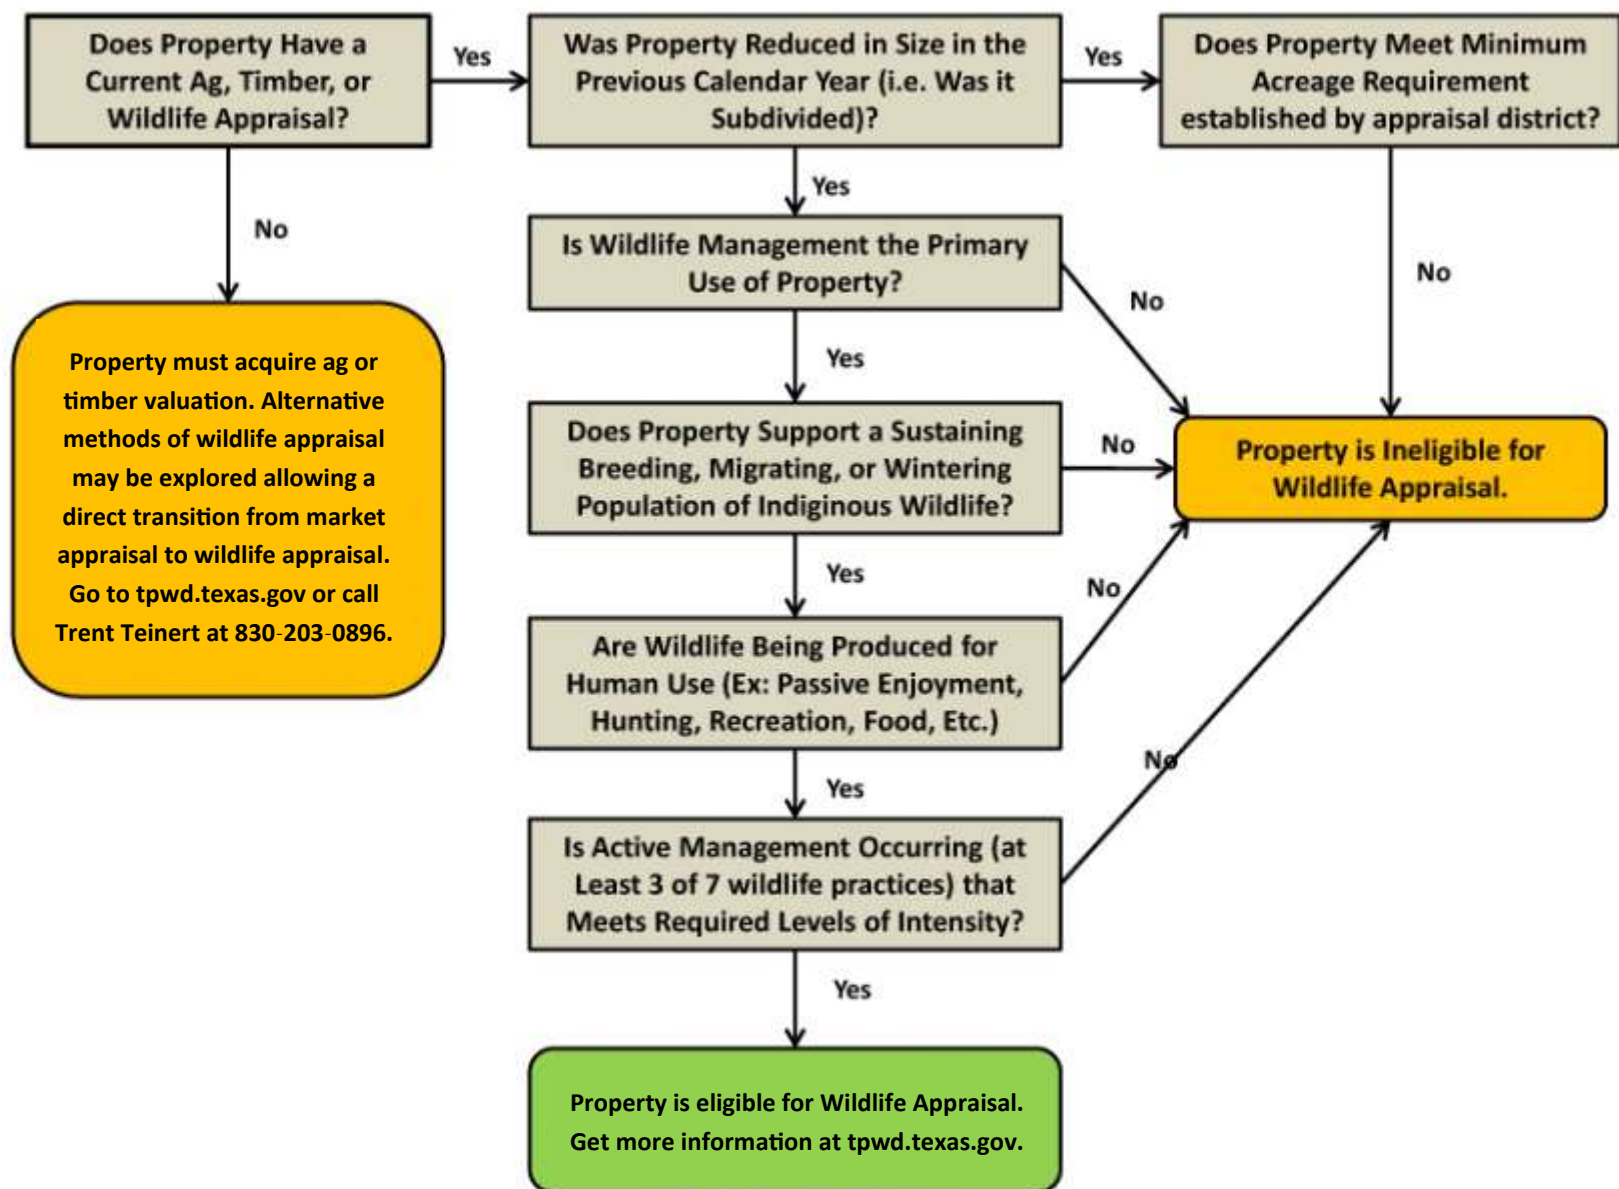 Does Property Have a
Current Ag, Timber, or
Wildlife Appraisal?
Yes
Was Property Reduced in Size in the
Previous Calendar Year (i.e. Was it
Subdivided)?
Yes
Does Property Meet Minimum
Acreage Requirement
established by appraisal district?
No
Yes
No
Property must acquire ag or
timber valuation. Alternative
methods of wildlife appraisal
may be explored allowing a
direct transition from market
appraisal to wildlife appraisal.
Go to tpwd.texas.gov or call
Trent Teinert at 830-203-0896.
Is Wildlife Management the Primary
Use of Property?
No
Yes
Does Property Support a Sustaining
Breeding, Migrating, or Wintering
Population of Indiginous Wildlife?
No
Property is Ineligible for
Wildlife Appraisal.
Yes
No
Are Wildlife Being Produced for
Human Use (Ex: Passive Enjoyment,
Hunting, Recreation, Food, Etc.)
Yes
No
Is Active Management Occurring (at
Least 3 of 7 wildlife practices) that
Meets Required Levels of Intensity?
Yes
Property is eligible for Wildlife Appraisal.
Get more information at tpwd.texas.gov.